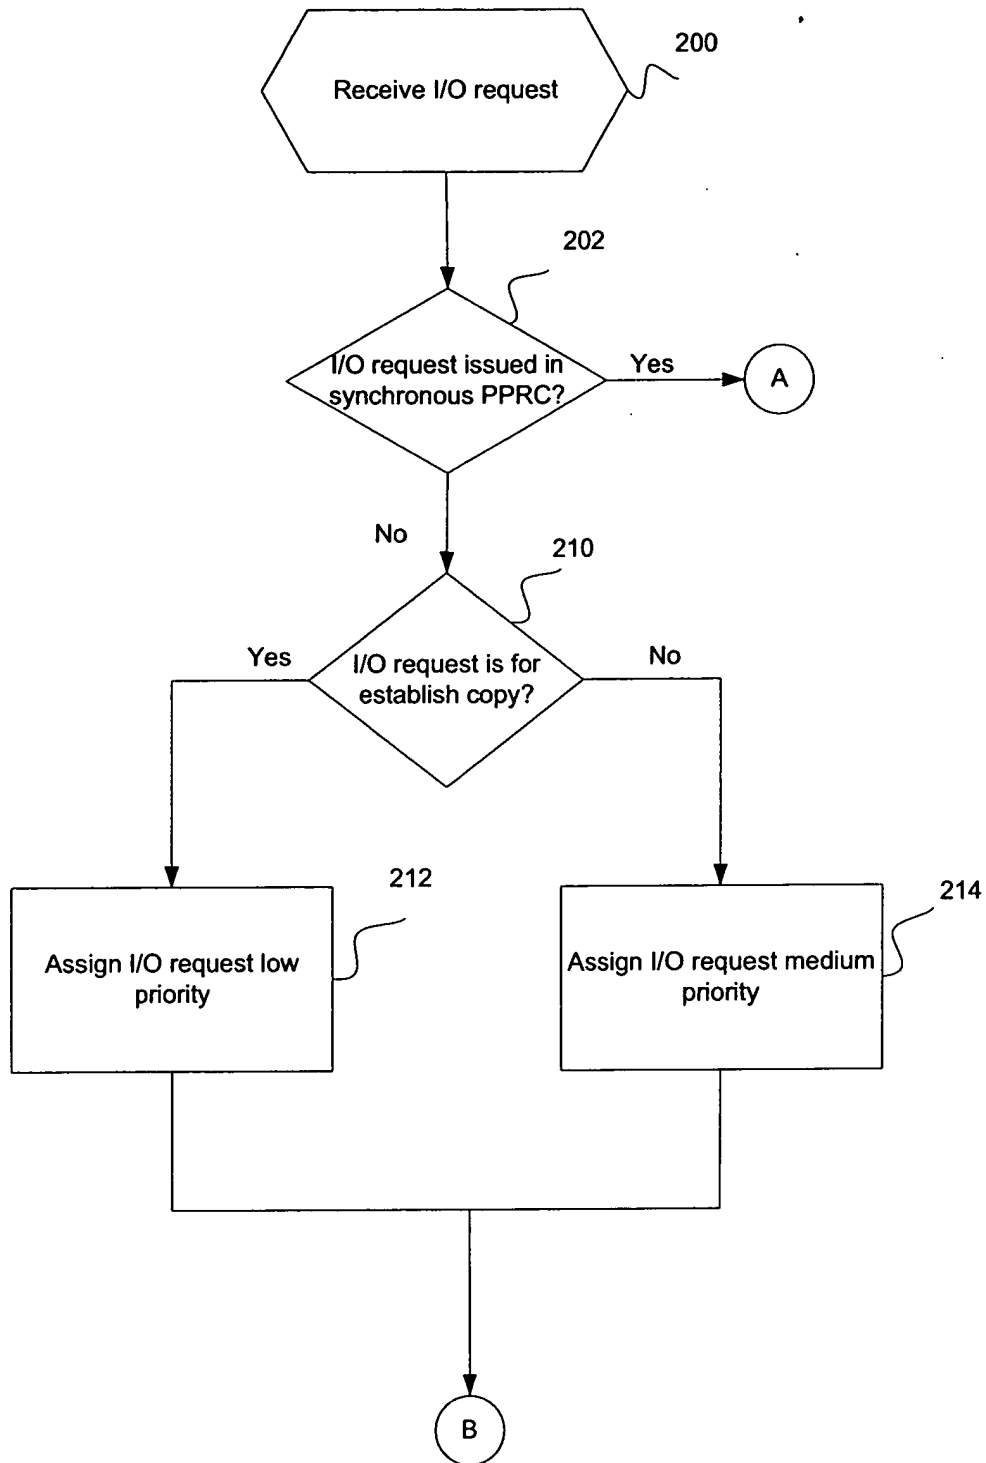 200
Receive I/O request
202
I/O request issued in
synchronous PPRC?
Yes
A
No
210
Yes
I/O request is for
establish copy?
No
212
214
Assign I/O request low
priority
Assign I/O request medium
priority
B